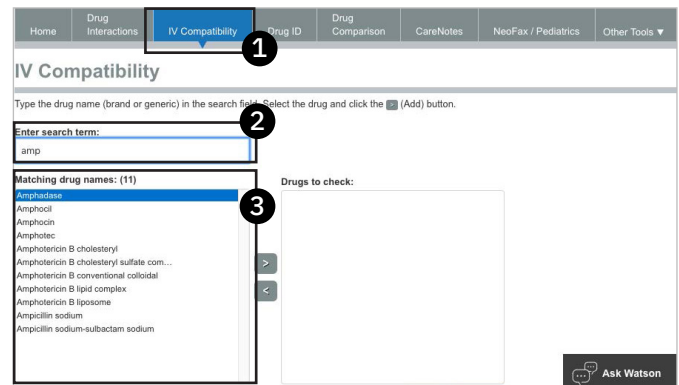 Home
Drug Interactions
IV Compatibility
Drug ID
Drug Comparison
CareNotes
NeoFax / Pediatrics
Other Tools ▼
1
IV Compatibility
Type the drug name (brand or generic) in the search field. Select the drug and click the > (Add) button.
2
Enter search term:
amp
Matching drug names: (11)
3
Amphadase
Amphocil
Amphocin
Amphotec
Amphotericin B cholesteryl
Amphotericin B cholesteryl sulfate com…
Amphotericin B conventional colloidal
Amphotericin B lipid complex
Amphotericin B liposome
Ampicillin sodium
Ampicillin sodium-sulbactam sodium
Drugs to check:
>
<
Ask Watson